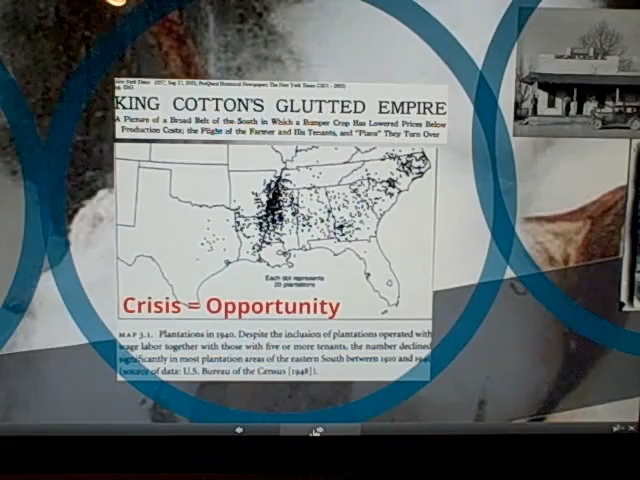 KING COTTON'S GLUTTED EMPIRE
A Picture of a Broad Belt of the South in Which a Bumper Crop Has Lowered Prices Below
Production Costs; the Plight of the Farmer and His Tenants, and "Plans" They Turn Over
Each dot represents
20 plantations
Crisis = Opportunity
MAP 3.1. Plantations in 1940. Despite the inclusion of plantations operated with
wage labor together with those with five or more tenants, the number declined
significantly in most plantation areas of the eastern South between 1910 and
(source of data: U.S. Bureau of the Census [1948]).